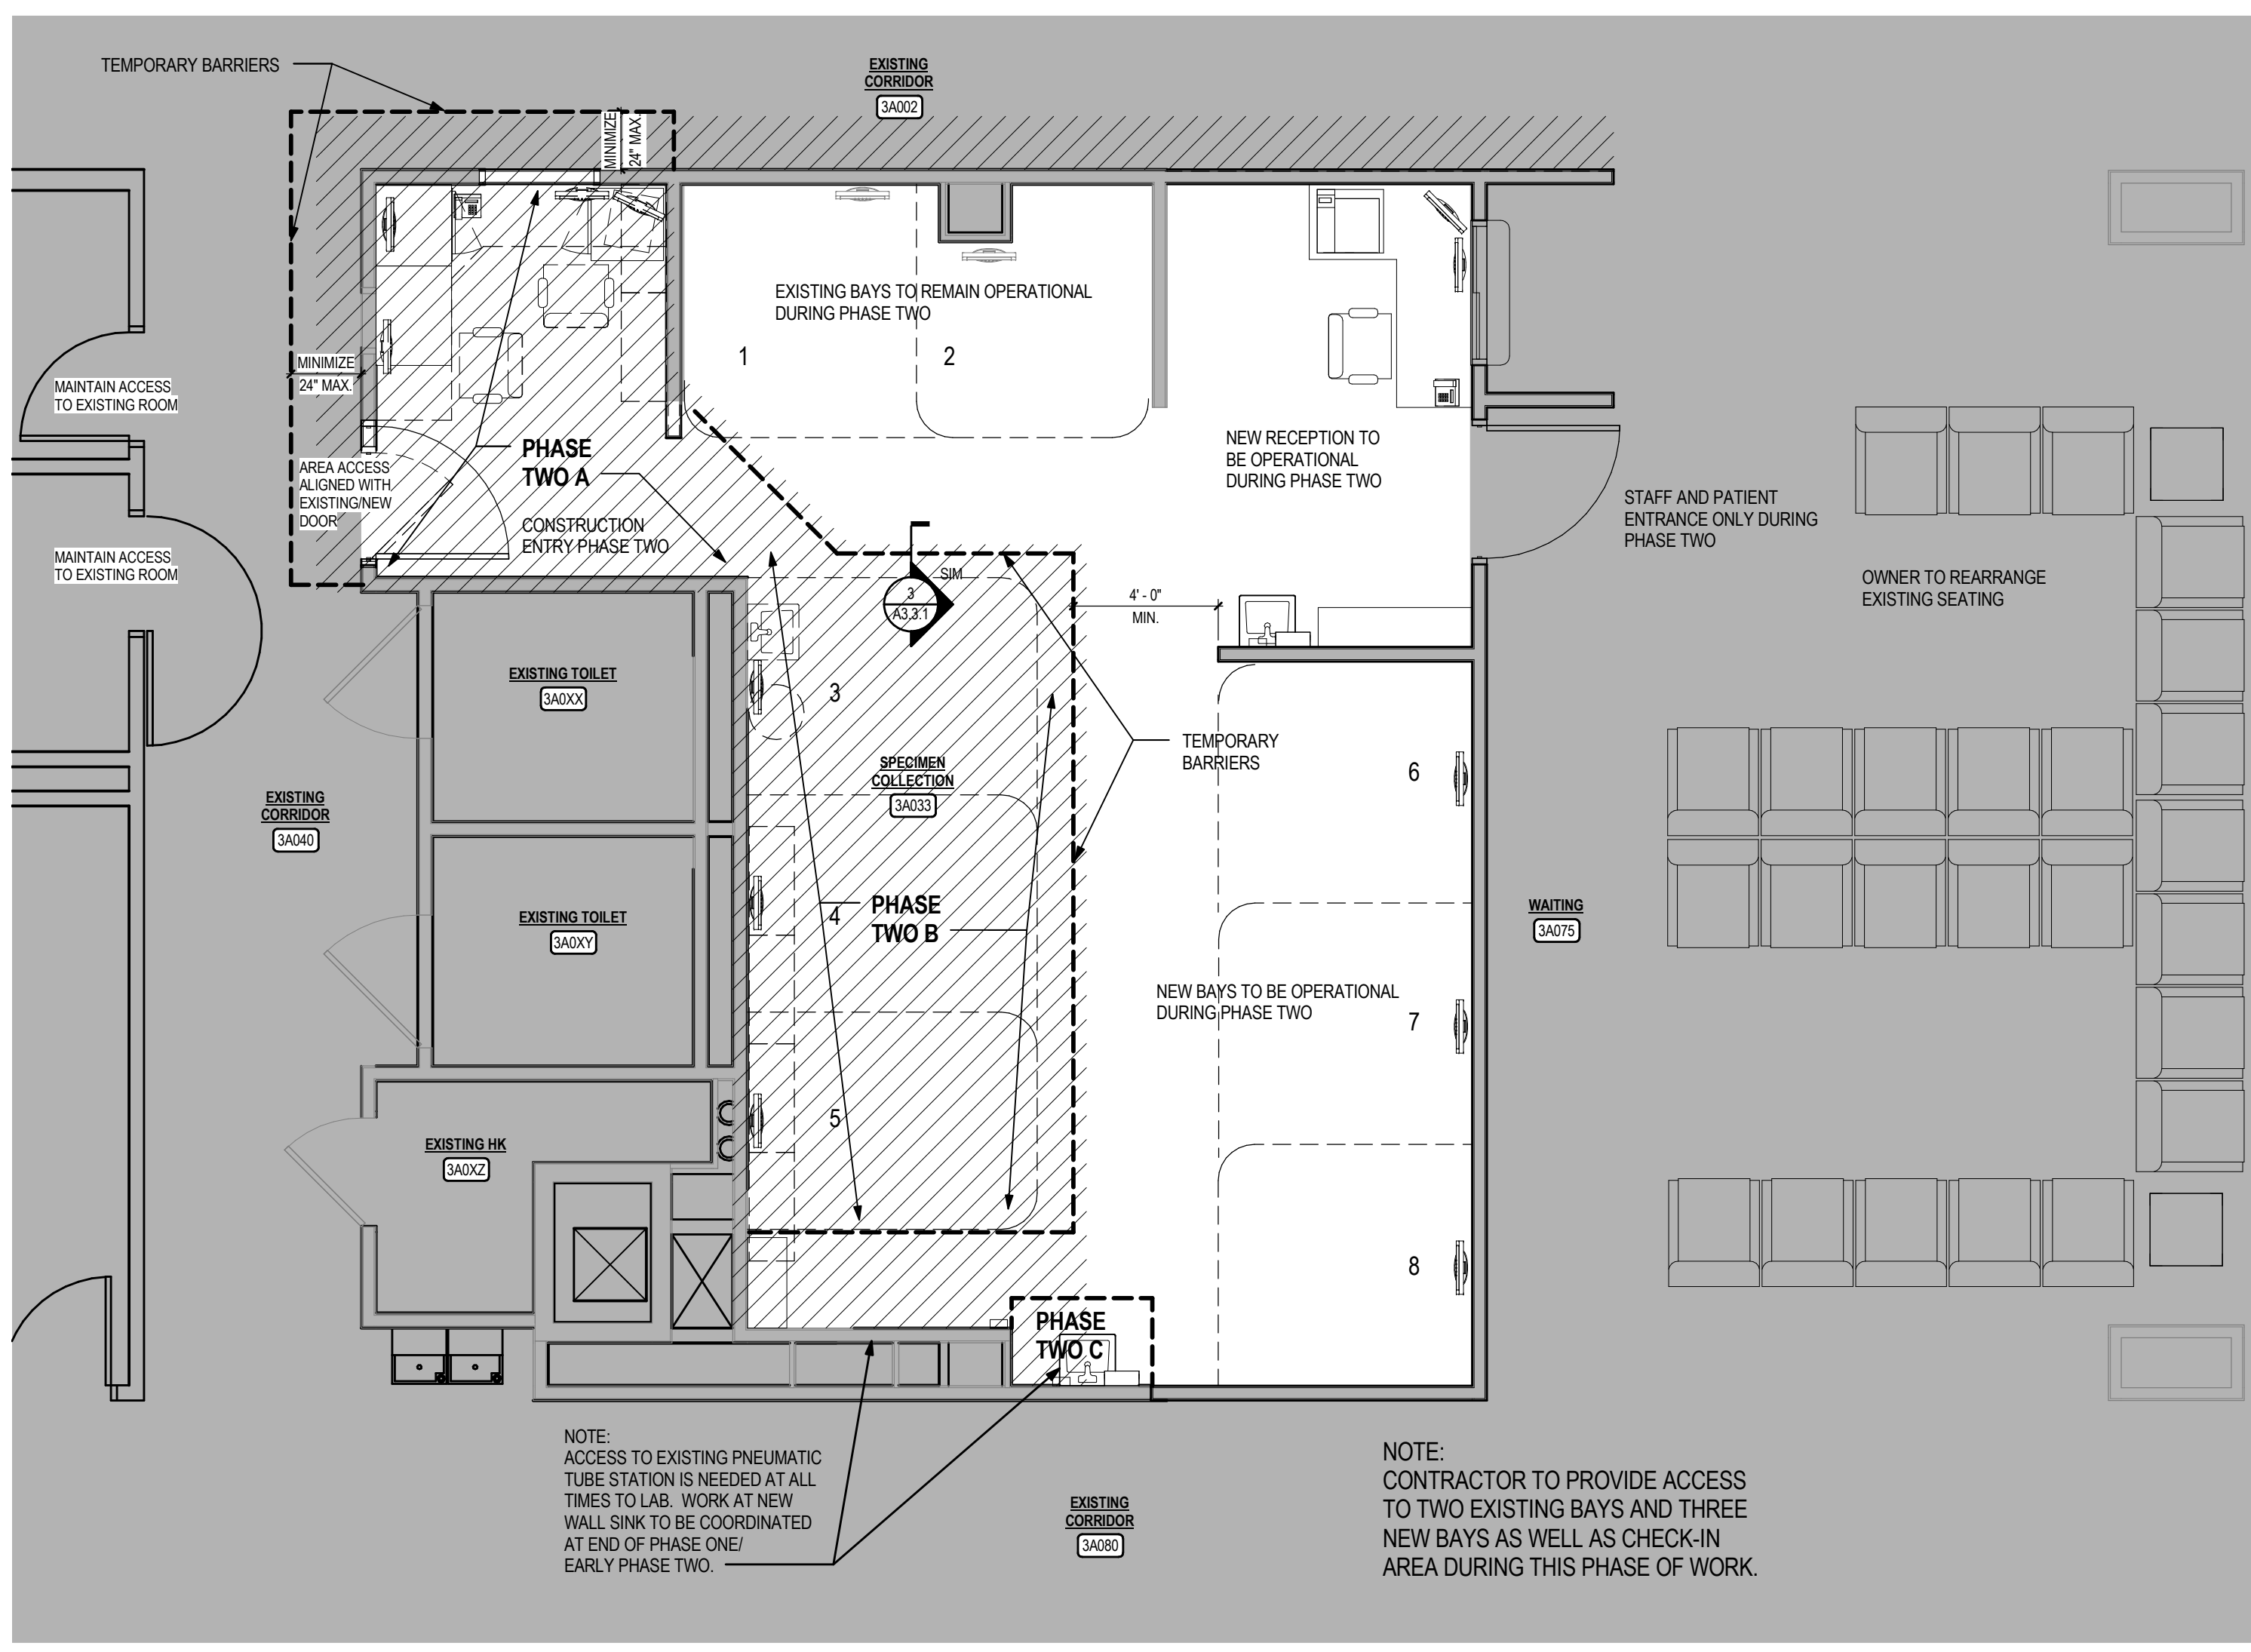 TEMPORARY BARRIERS
EXISTING
CORRIDOR
3A002
MINIMIZE
24" MAX.
EXISTING BAYS TO REMAIN OPERATIONAL
DURING PHASE TWO
1
2
MINIMIZE
24" MAX.
MAINTAIN ACCESS
TO EXISTING ROOM
PHASE
TWO A
AREA ACCESS
ALIGNED WITH
EXISTING/NEW
DOOR
CONSTRUCTION
ENTRY PHASE TWO
MAINTAIN ACCESS
TO EXISTING ROOM
NEW RECEPTION TO
BE OPERATIONAL
DURING PHASE TWO
STAFF AND PATIENT
ENTRANCE ONLY DURING
PHASE TWO
OWNER TO REARRANGE
EXISTING SEATING
SIM
3
A3.3.1
4' - 0"
MIN.
EXISTING TOILET
3A0XX
3
TEMPORARY
BARRIERS
SPECIMEN
COLLECTION
3A033
6
EXISTING
CORRIDOR
3A040
EXISTING TOILET
3A0XY
4
PHASE
TWO B
WAITING
3A075
NEW BAYS TO BE OPERATIONAL
DURING PHASE TWO
7
5
EXISTING HK
3A0XZ
8
PHASE
TWO C
NOTE:
ACCESS TO EXISTING PNEUMATIC
TUBE STATION IS NEEDED AT ALL
TIMES TO LAB. WORK AT NEW
WALL SINK TO BE COORDINATED
AT END OF PHASE ONE/
EARLY PHASE TWO.
EXISTING
CORRIDOR
3A080
NOTE:
CONTRACTOR TO PROVIDE ACCESS
TO TWO EXISTING BAYS AND THREE
NEW BAYS AS WELL AS CHECK-IN
AREA DURING THIS PHASE OF WORK.